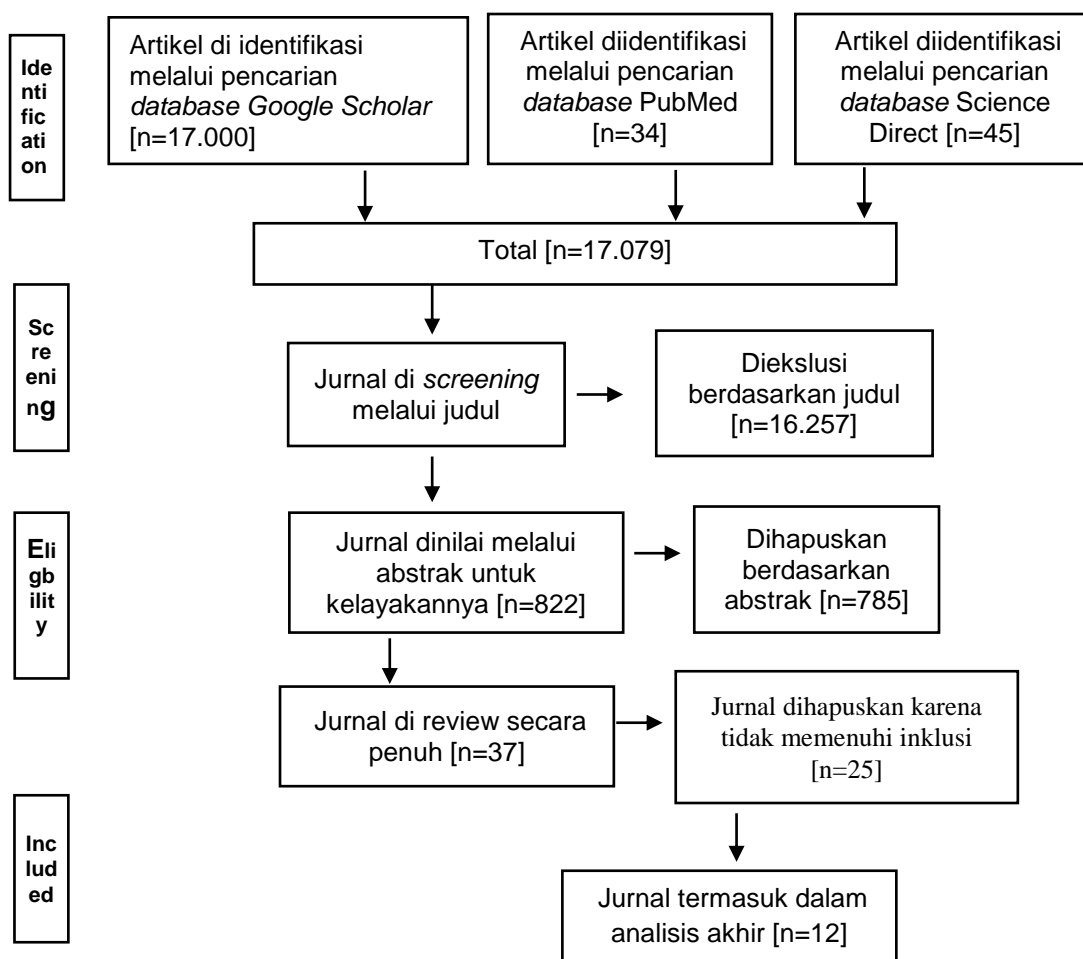 Ide
nti
fic
ati
on
Artikel di identifikasi
melalui pencarian
database Google Scholar
[n=17.000]
Artikel diidentifikasi
melalui pencarian
database PubMed
[n=34]
Artikel diidentifikasi
melalui pencarian
database Science
Direct [n=45]
Total [n=17.079]
Sc
re
eni
ng
Jurnal di screening
melalui judul
Diekslusi
berdasarkan judul
[n=16.257]
Eli
gb
ilit
y
Jurnal dinilai melalui
abstrak untuk
kelayakannya [n=822]
Dihapuskan
berdasarkan
abstrak [n=785]
Jurnal di review secara
penuh [n=37]
Jurnal dihapuskan karena
tidak memenuhi inklusi
[n=25]
Inc
lud
ed
Jurnal termasuk dalam
analisis akhir [n=12]